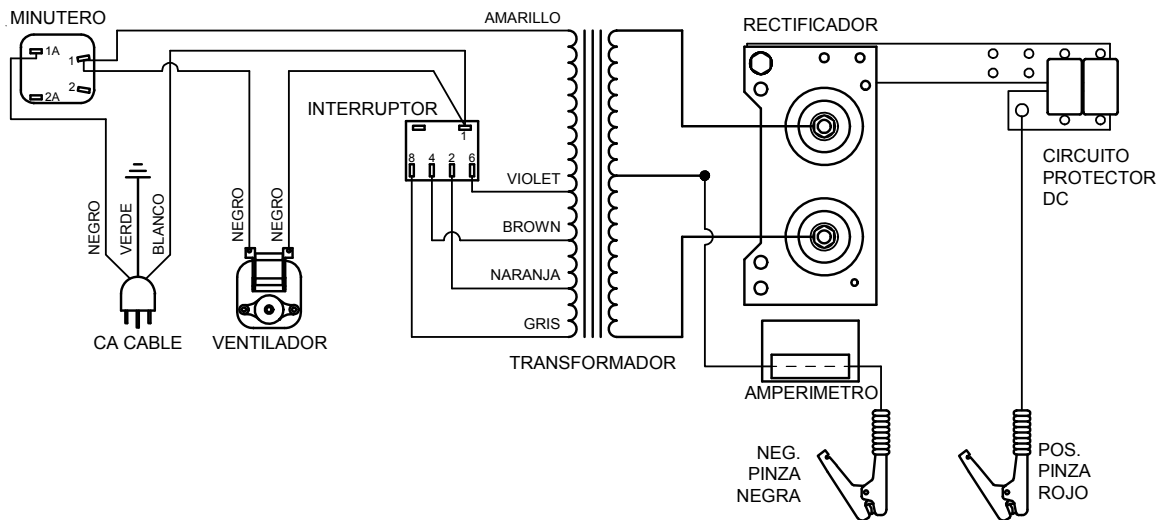 MINUTERO
1A
1
2A
2
AMARILLO
RECTIFICADOR
INTERRUPTOR
1
8
4
2
6
VIOLET
BROWN
NARANJA
GRIS
NEGRO
VERDE
BLANCO
NEGRO
NEGRO
CA CABLE
VENTILADOR
TRANSFORMADOR
CIRCUITO
PROTECTOR
DC
AMPERIMETRO
NEG.
PINZA
NEGRA
POS.
PINZA
ROJO